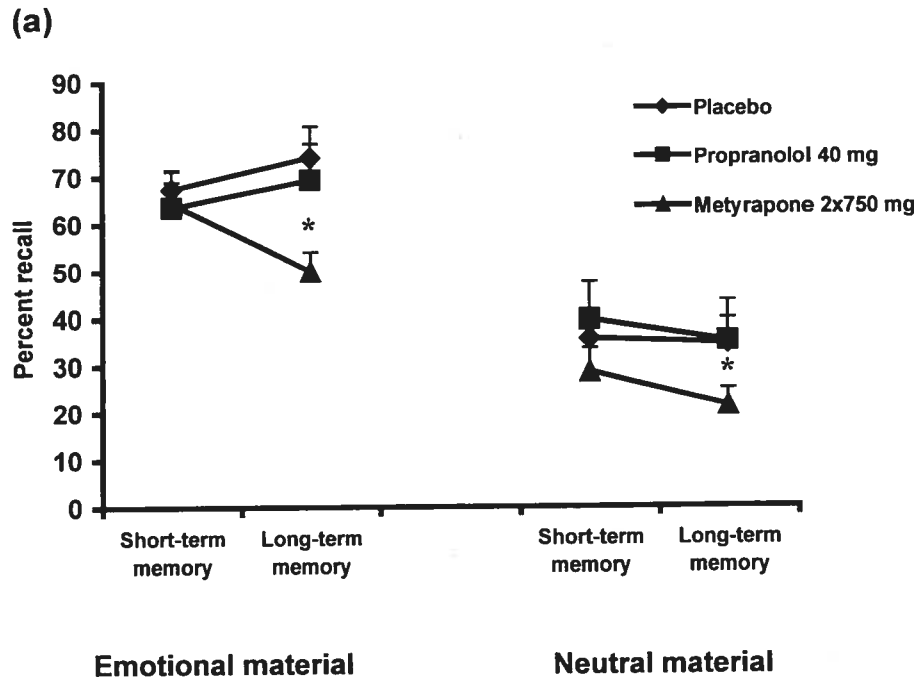 (a)
Percent recall
90
80
70
60
50
40
30
20
10
0
Placebo
Propranolol 40 mg
Metyrapone 2x750 mg
*
*
Short-term
memory
Long-term
memory
Short-term
memory
Long-term
memory
Emotional material
Neutral material